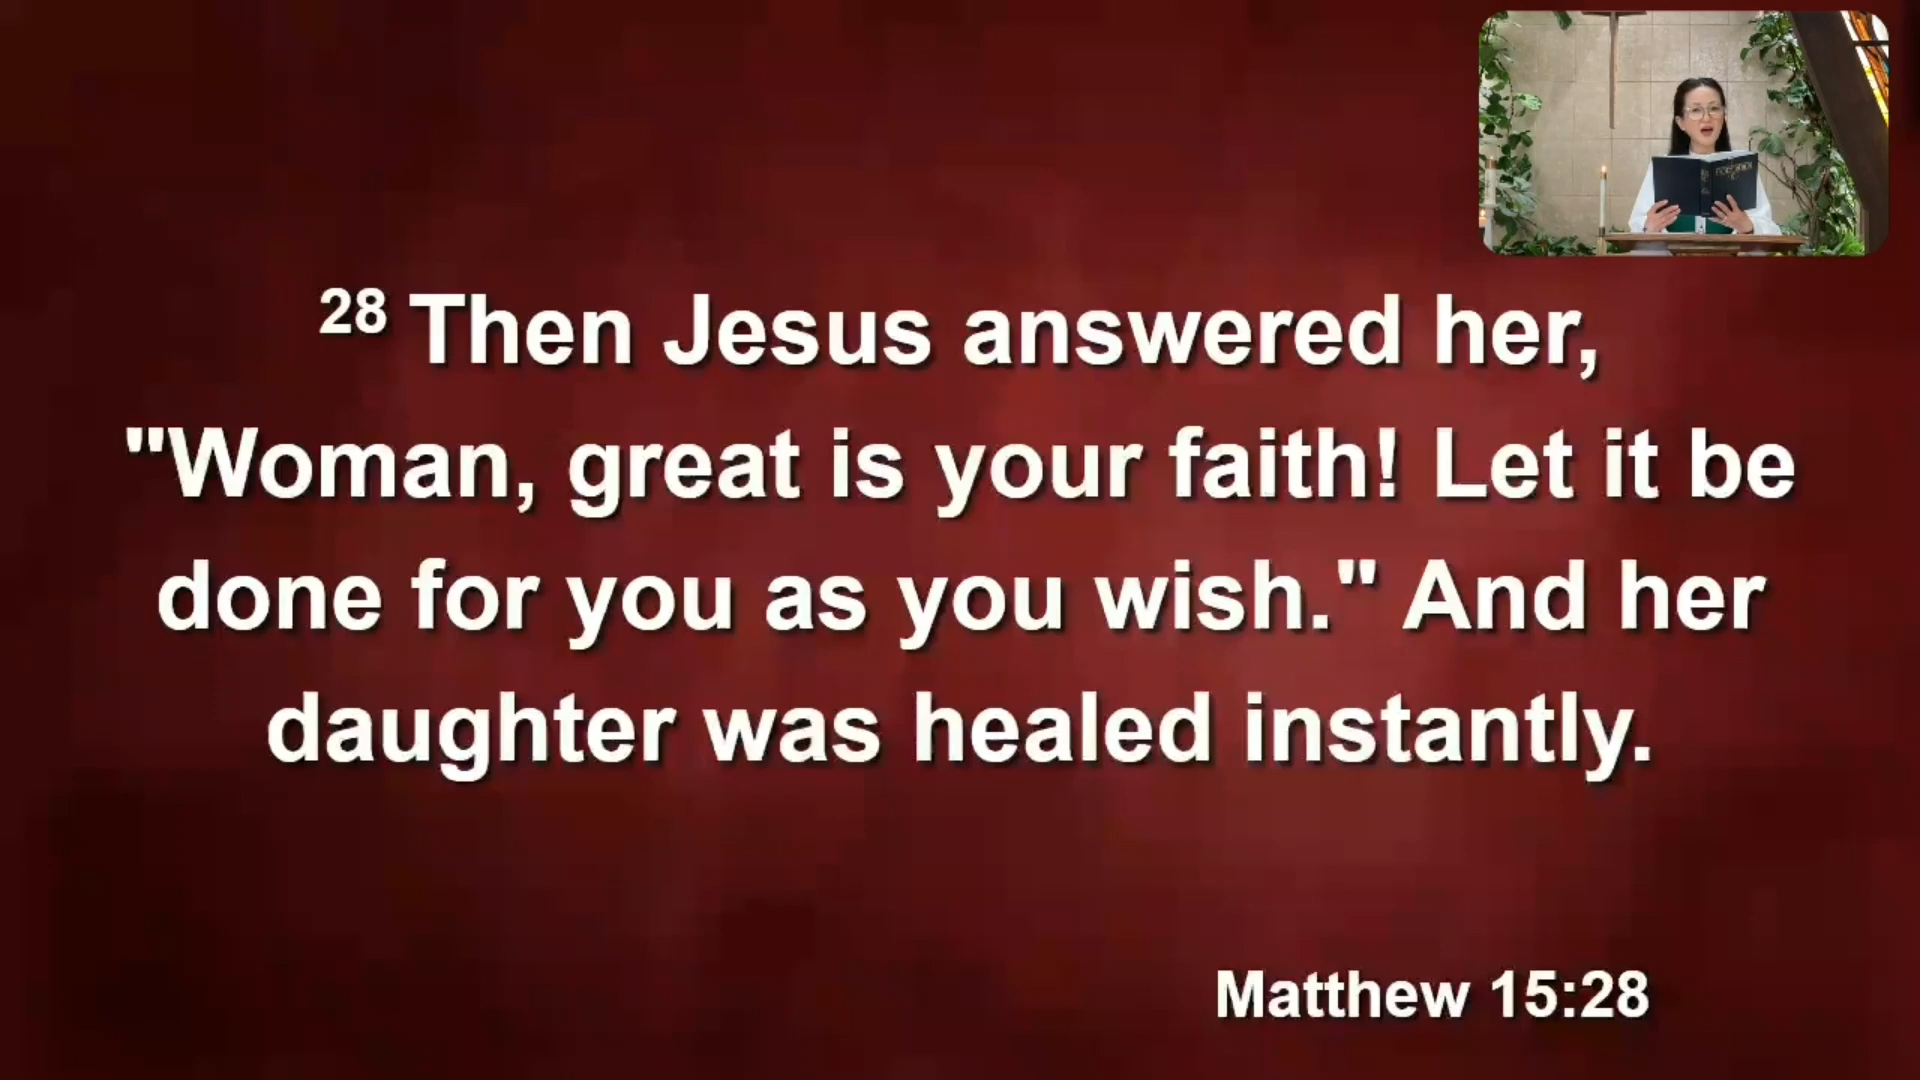 28 Then Jesus answered her,
"Woman, great is your faith! Let it be
done for you as you wish." And her
daughter was healed instantly.
Matthew 15:28